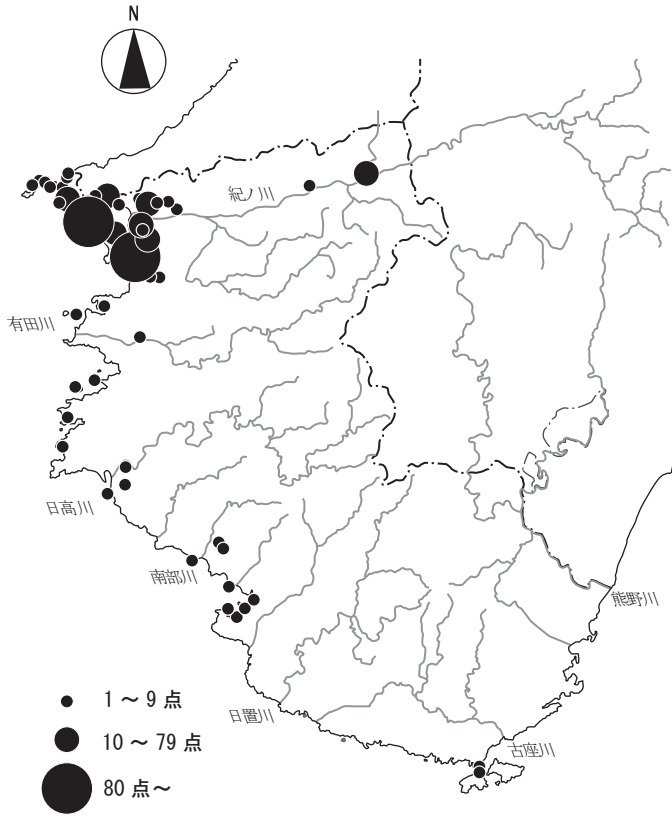 N
紀ノ川
有田川
日高川
南部川
熊野川
日置川
古座川
1 ～ 9 点
10 ～ 79 点
80 点～